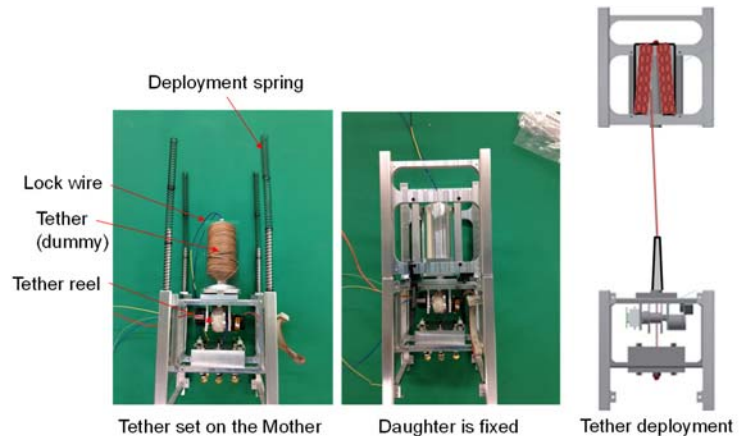 Deployment spring
Lock wire
Tether
(dummy)
Tether reel
Tether set on the Mother
Daughter is fixed
Tether deployment